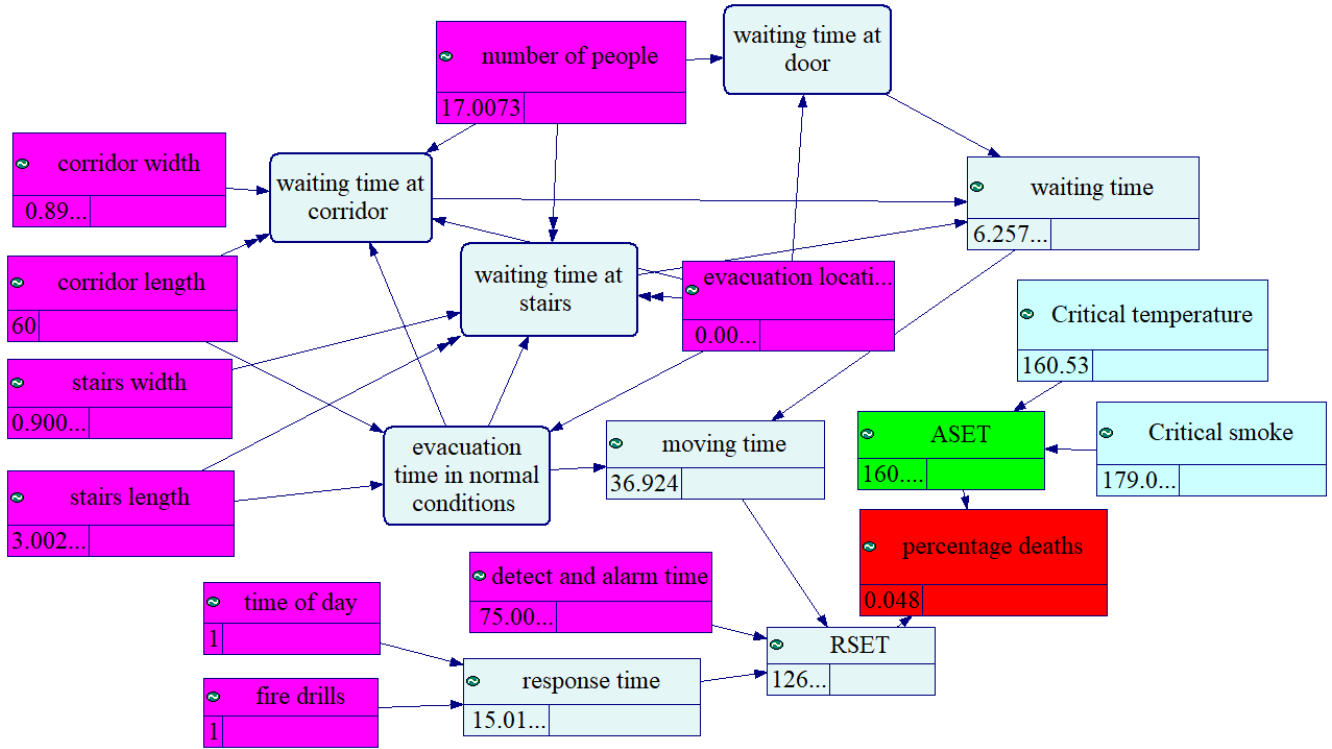 number of people
17.0073
waiting time at
door
corridor width
0.89...
waiting time at
corridor
waiting time
6.257...
corridor length
60
waiting time at
stairs
evacuation locati...
0.00...
Critical temperature
160.53
stairs width
0.900...
evacuation
time in normal
conditions
moving time
36.924
ASET
160....
Critical smoke
179.0...
stairs length
3.002...
percentage deaths
0.048
detect and alarm time
75.00...
time of day
1
RSET
126...
response time
15.01...
fire drills
1